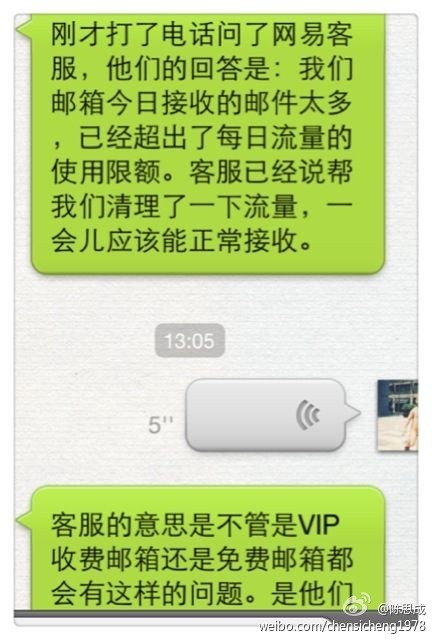 刚才打了电话问了网易客
服，他们的回答是：我们
邮箱今日接收的邮件太多
，已经超出了每日流量的
使用限额。客服已经说帮
我们清理了一下流量，一
会儿应该能正常接收。
13:05
5''
客服的意思是不管是VIP
收费邮箱还是免费邮箱都
会有这样的问题。是他们
@陈思成
weibo.com/chensicheng1978